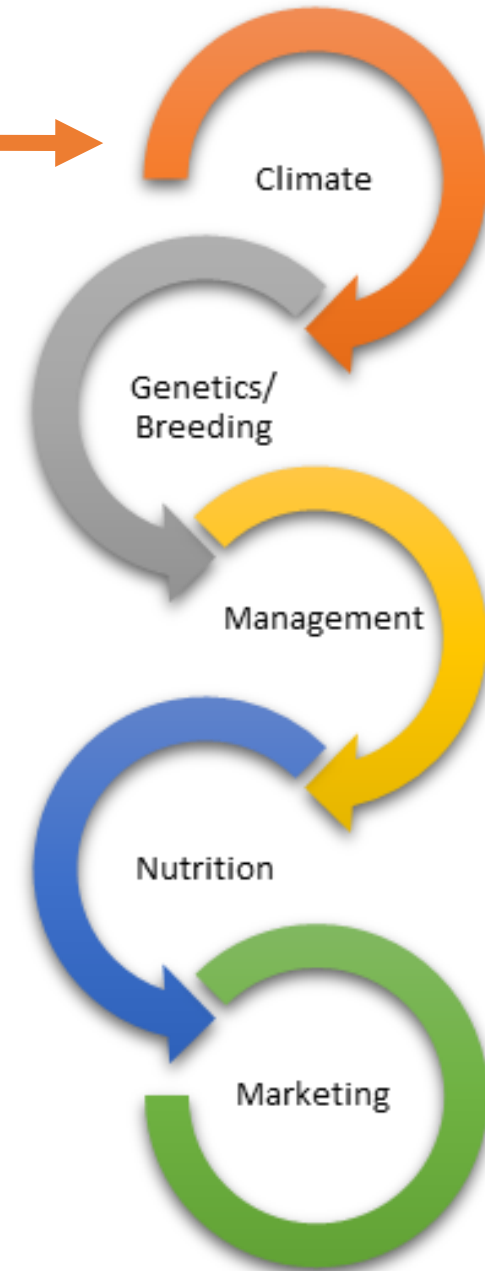 Climate
Genetics/
Breeding
Management
Nutrition
Marketing